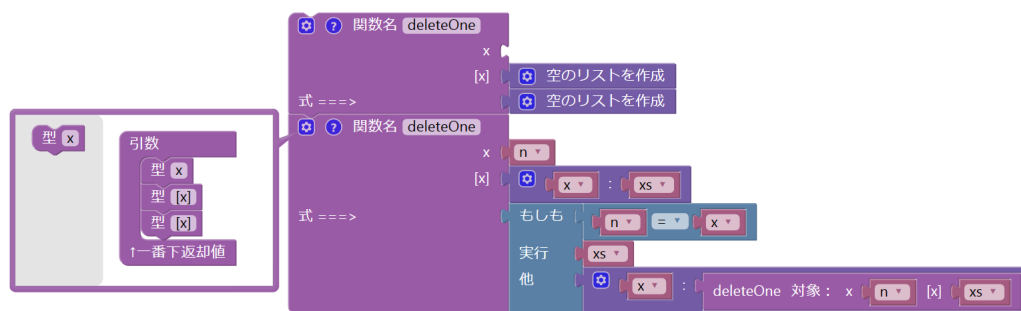 ? 関数名 deleteOne
x
[x] 空のリストを作成
式 ===> 空のリストを作成
? 関数名 deleteOne
x n
[x] x : xs
式 ===> もしも n = x
実行 xs
他 x : deleteOne 対象： x n [x] xs
型 x
引数
型 x
型 [x]
型 [x]
↑一番下返却値